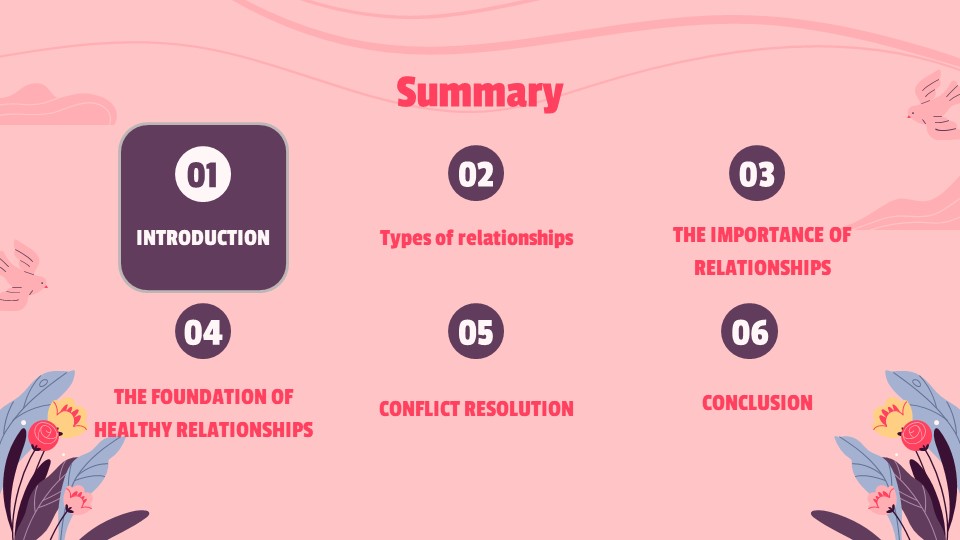 Summary
01
INTRODUCTION
02
Types of relationships
03
THE IMPORTANCE OF
RELATIONSHIPS
04
THE FOUNDATION OF
HEALTHY RELATIONSHIPS
05
CONFLICT RESOLUTION
06
CONCLUSION